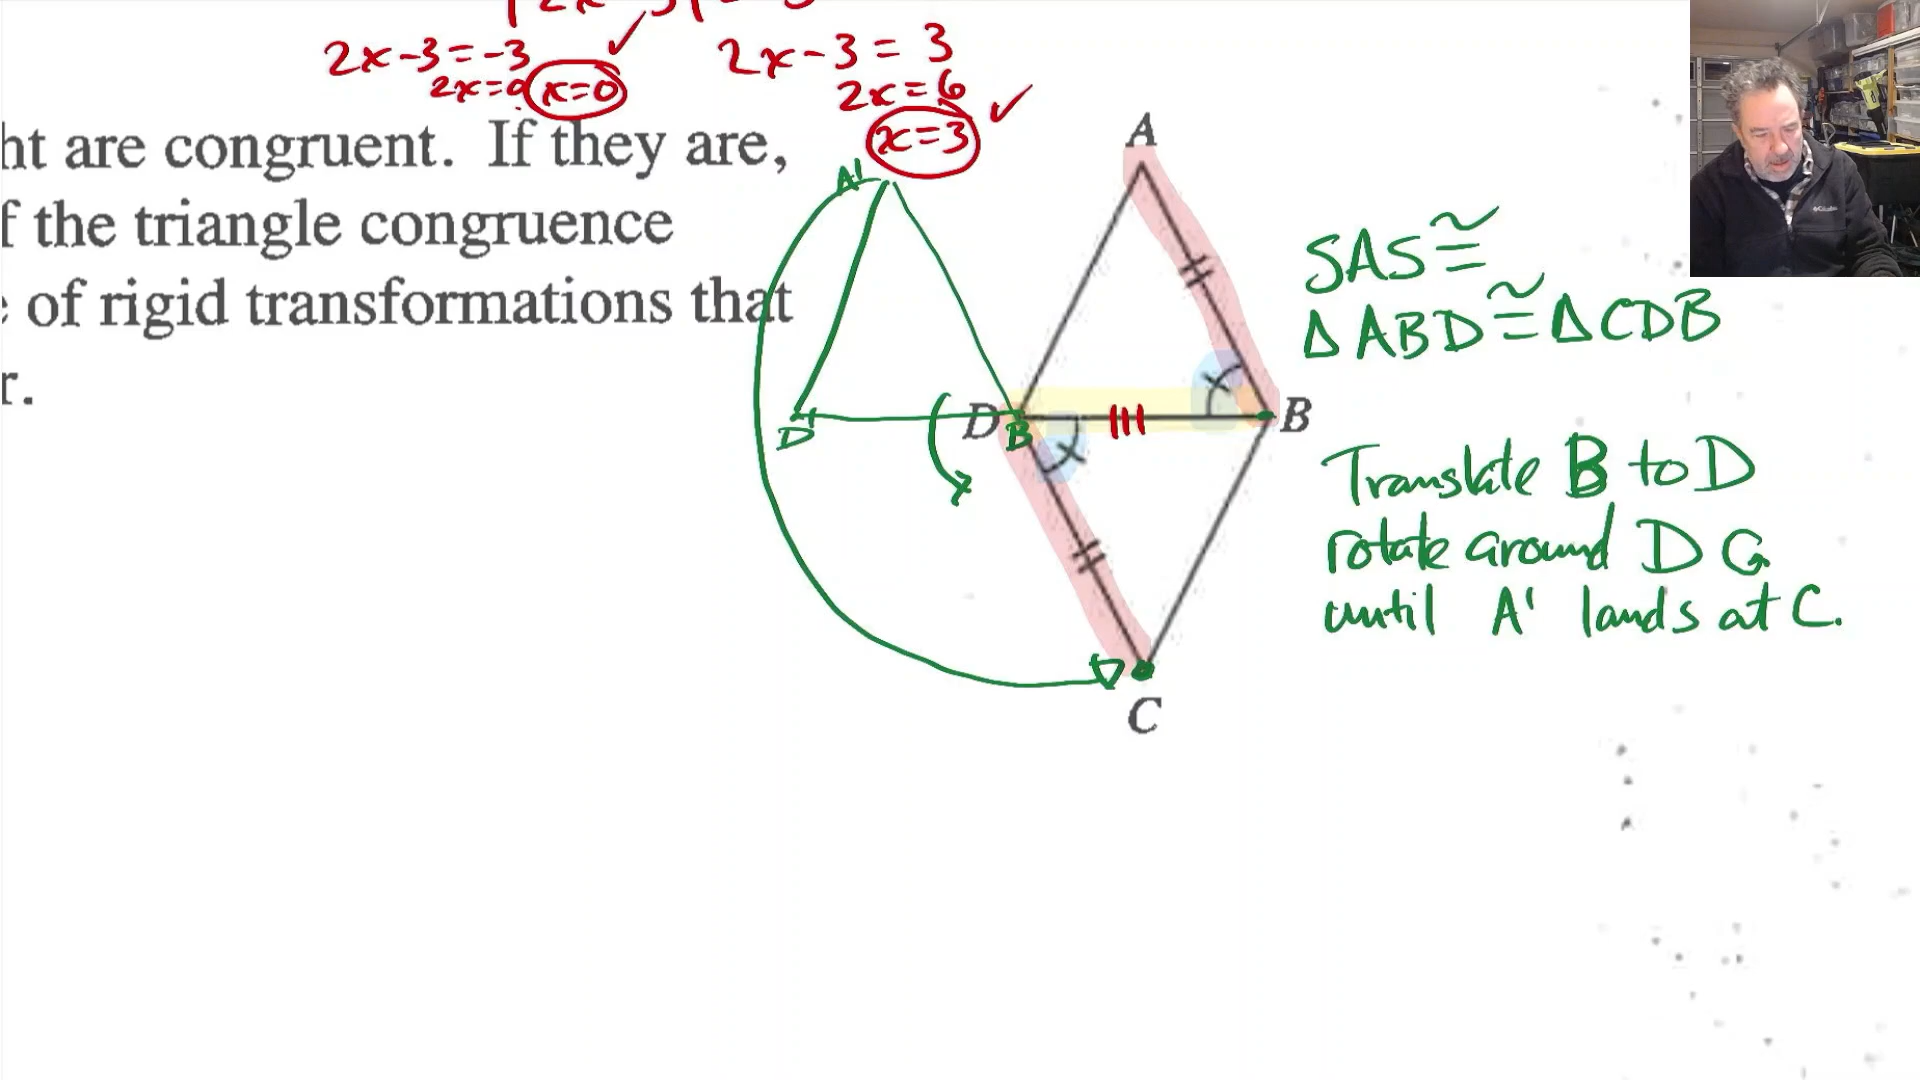 2x-3=-3
2x=0 x=0
2x-3=3
2x=6
x=3
ht are congruent. If they are,
f the triangle congruence
of rigid transformations that
r.
A
A'
D'
D
B
B
C
SAS≅
ΔABD≅ΔCDB
Translate B to D
rotate around D
until A' lands at C.